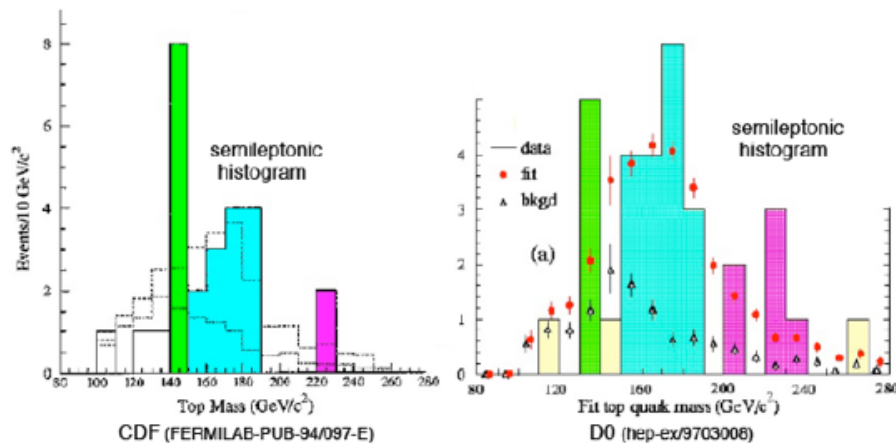 8
6
4
2
0
Events/10 GeV/c²
semileptonic
histogram
80 100 120 140 160 180 200 220 240 260 280
Top Mass (GeV/c²)
CDF (FERMILAB-PUB-94/097-E)
4
3
2
1
0
data
fit
bkgd
(a)
semileptonic
histogram
80 120 160 200 240 280
Fit top quark mass (GeV/c²)
D0 (hep-ex/9703008)